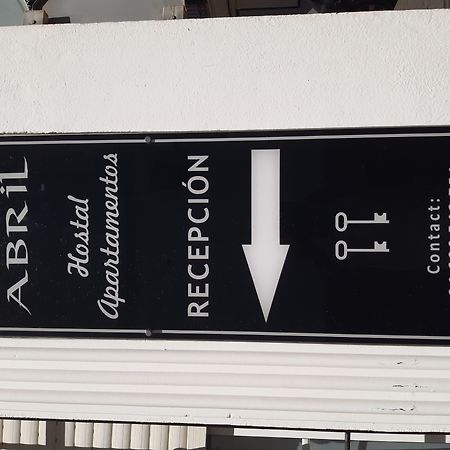 ABRIL
Hostal
Apartamentos
RECEPCIÓN
Contact: